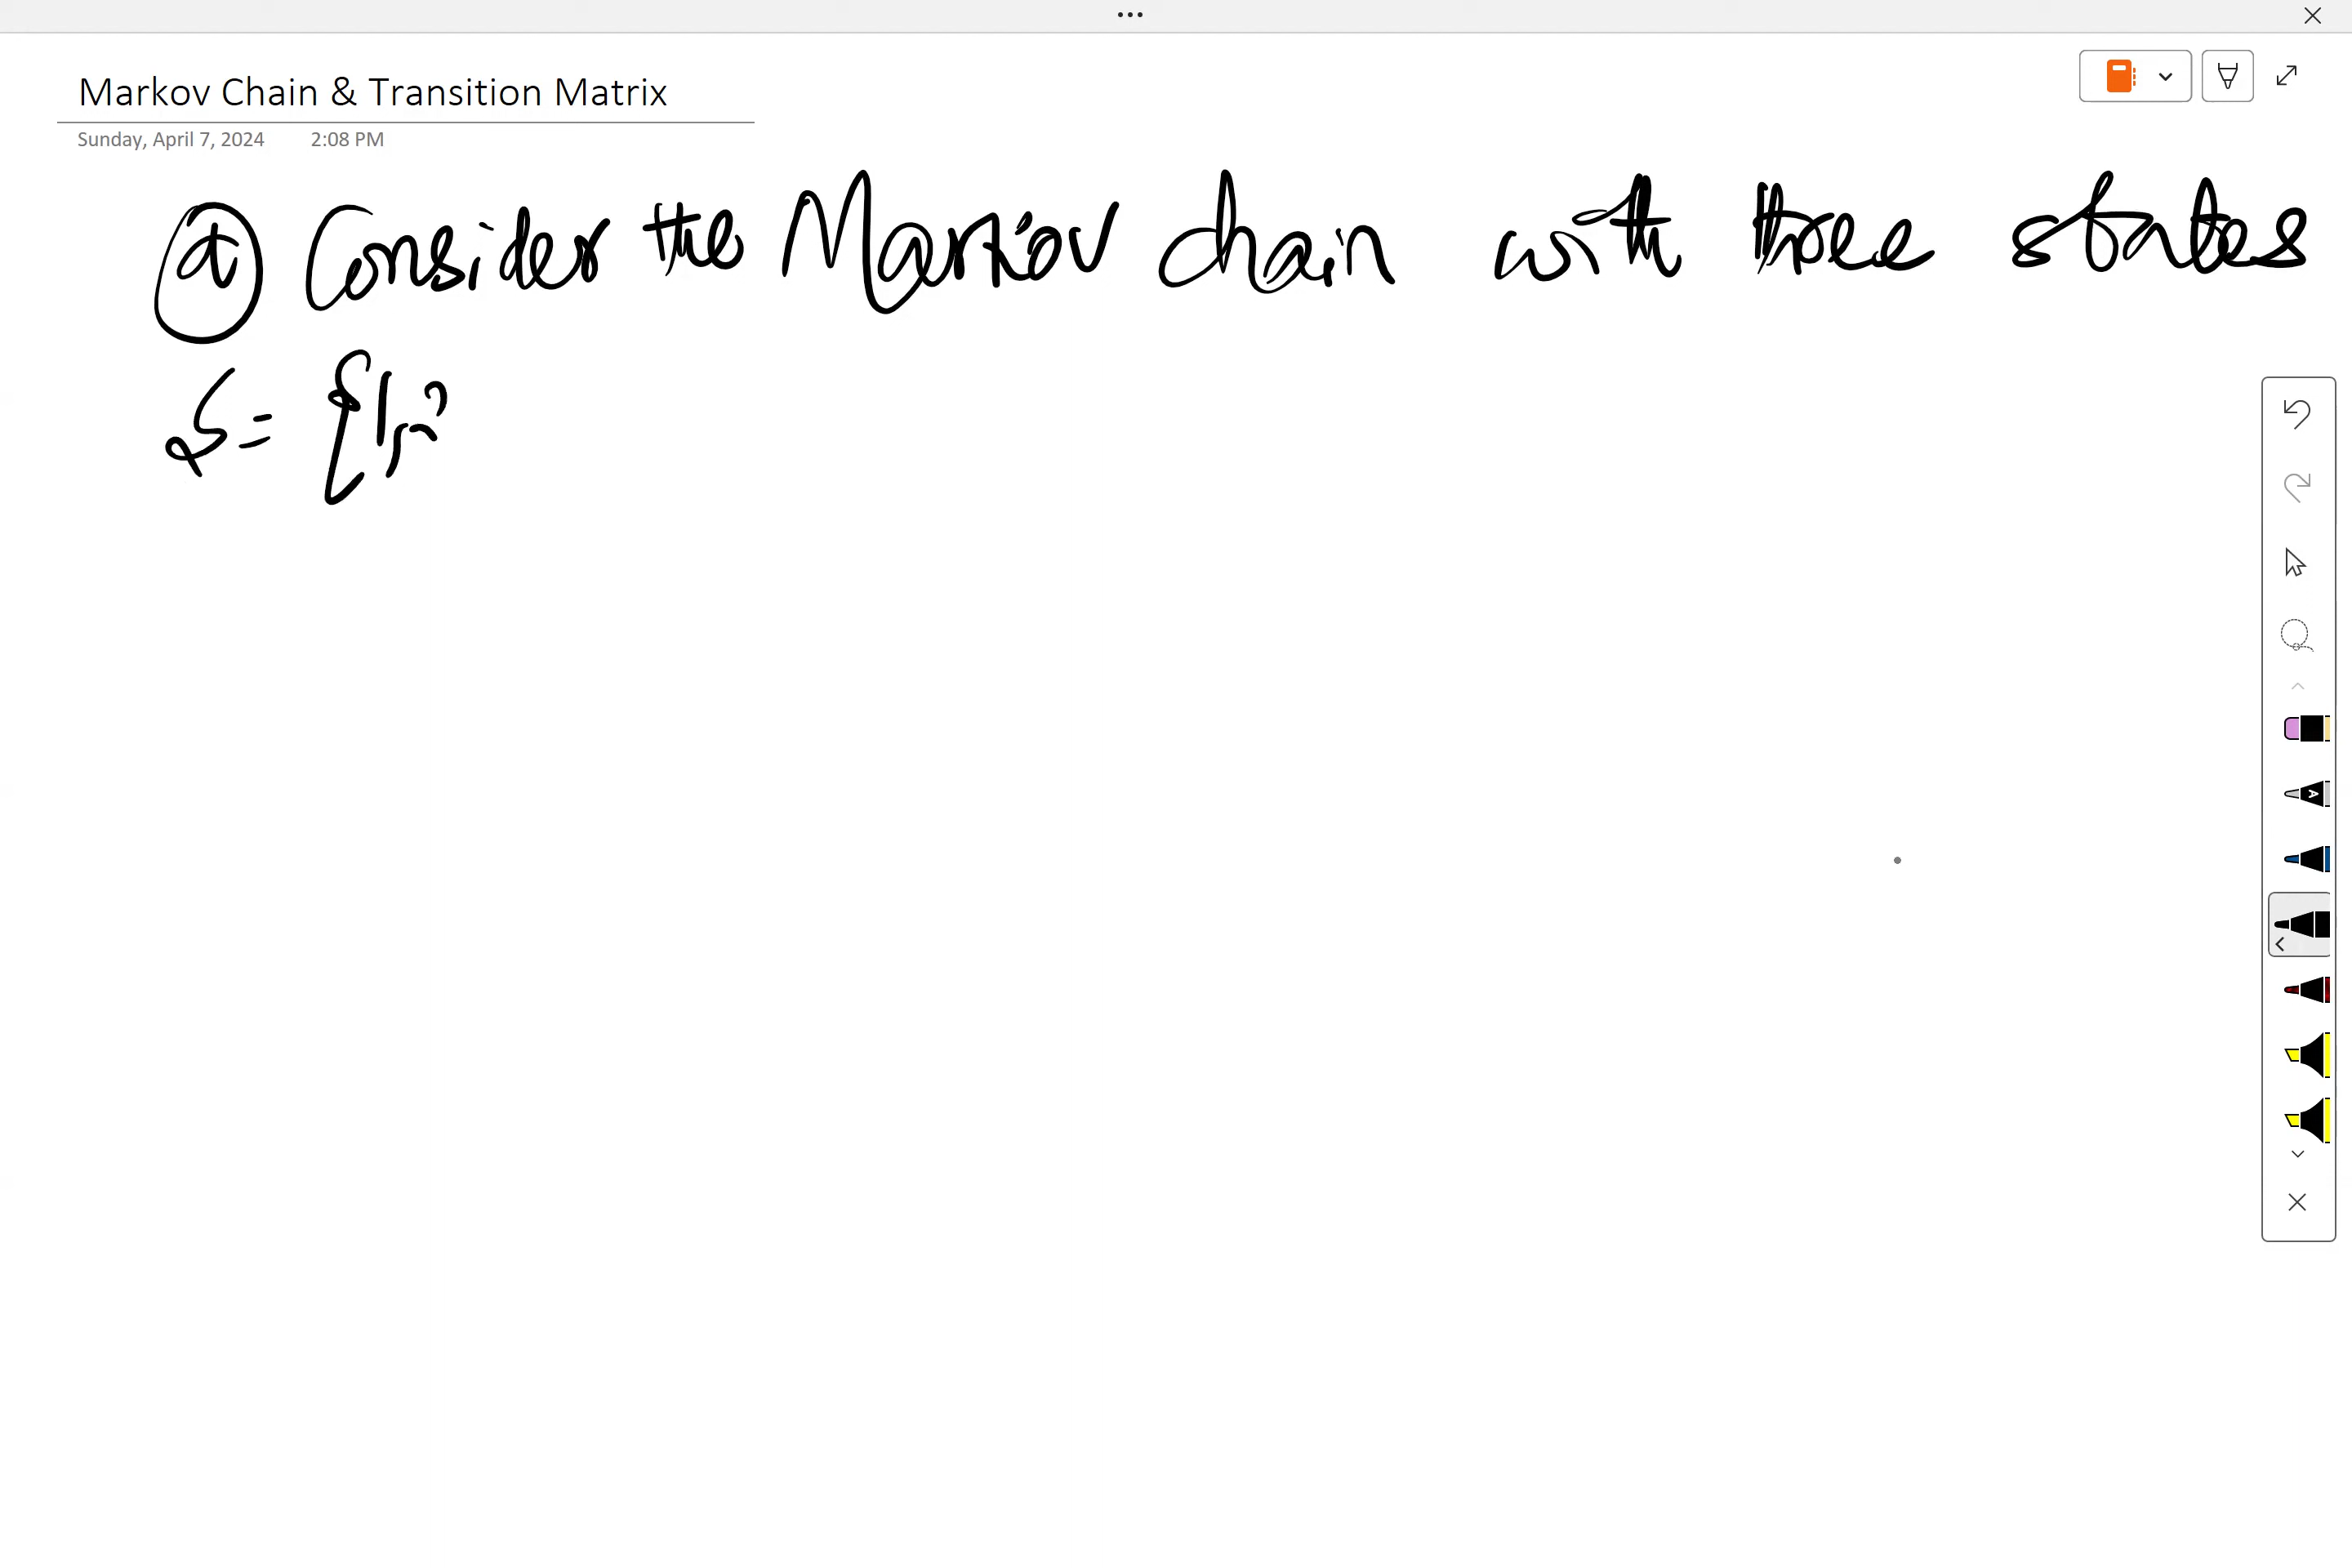 Markov Chain & Transition Matrix
Sunday, April 7, 2024 2:08 PM
Consider the Markov chain with three states
S = {1, 2